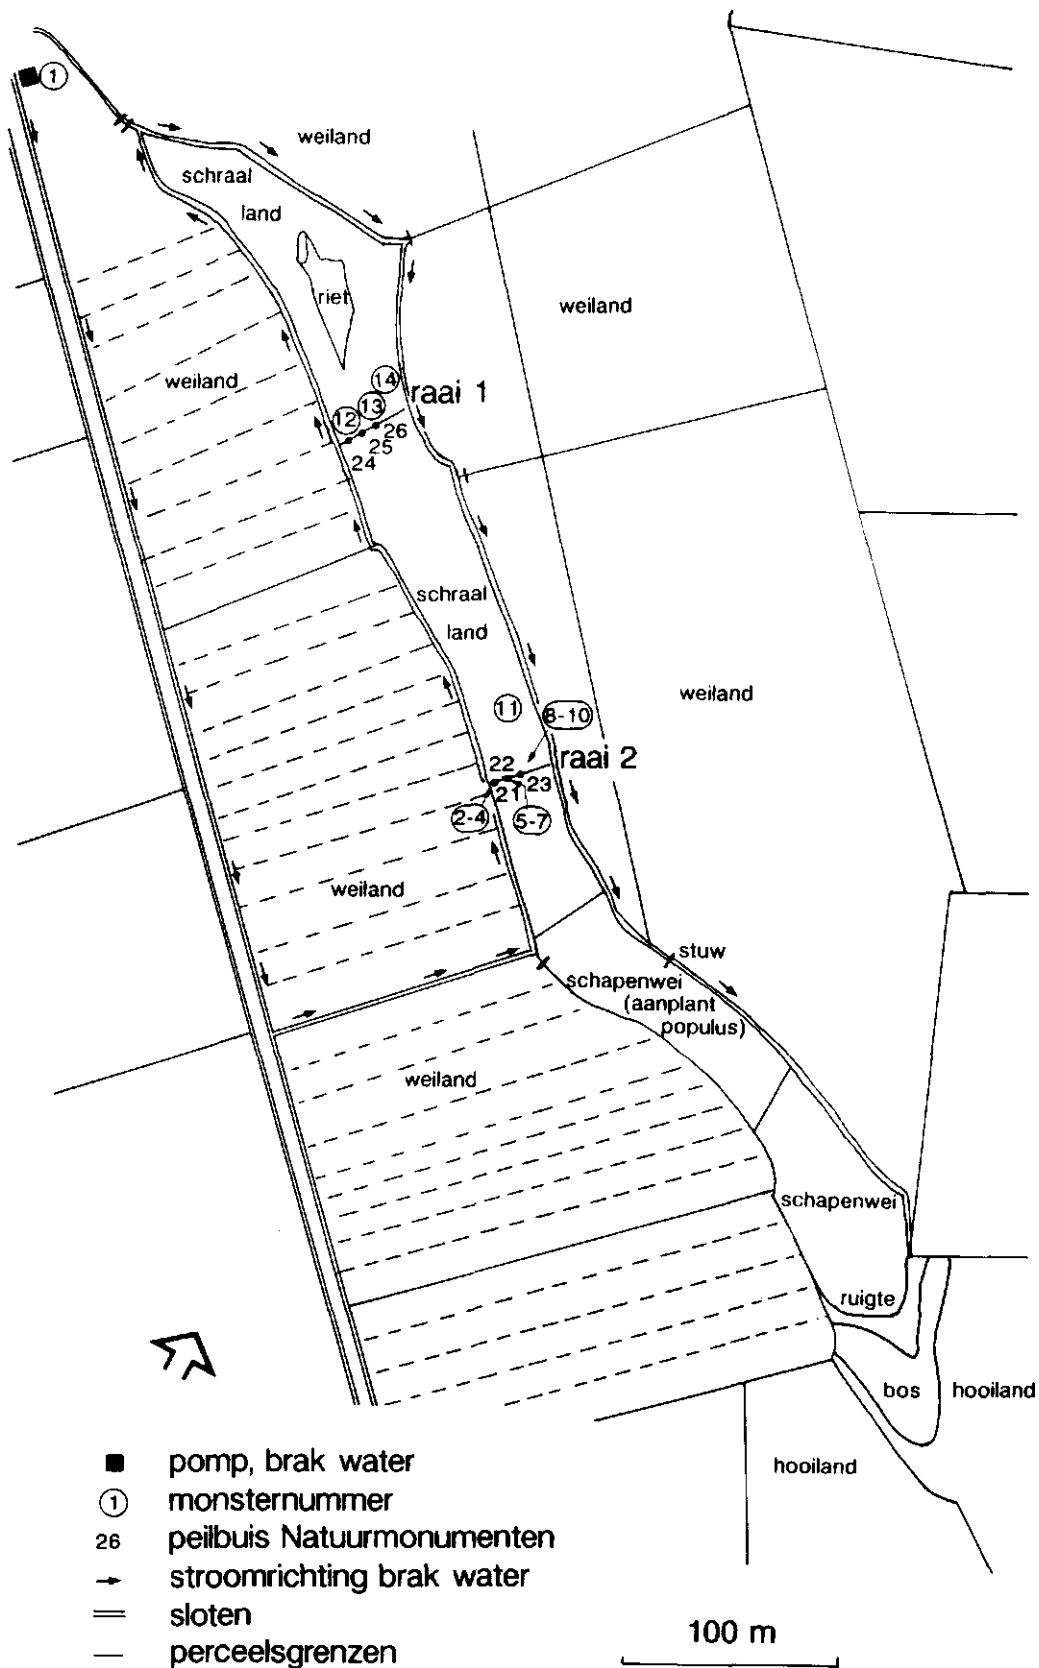 1
weiland
schraal
land
riet
weiland
weiland
14
raai 1
13
12
26
25
24
schraal
land
weiland
11
8-10
raai 2
22
23
21
2-4
5-7
weiland
stuw
schapenwei
(aanplant
populus)
weiland
schapenwei
ruigte
bos
hooiland
hooiland
pomp, brak water
1 monsternummer
26 peilbuis Natuurmonumenten
stroomrichting brak water
sloten
perceelsgrenzen
100 m